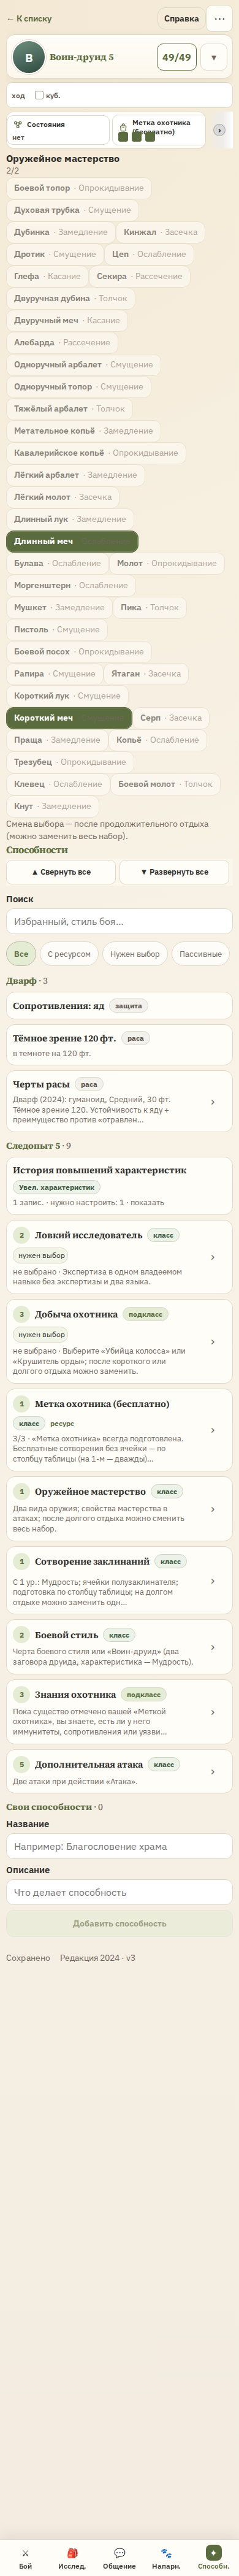 ← К списку
Справка
⋯
В
Воин-друид 5
49/49
▾
ход
куб.
Состояния
нет
Метка охотника (бесплатно)
›
Оружейное мастерство
2/2
Боевой топор · Опрокидывание
Духовая трубка · Смущение
Дубинка · Замедление Кинжал · Засечка
Дротик · Смущение Цеп · Ослабление
Глефа · Касание Секира · Рассечение
Двуручная дубина · Толчок
Двуручный меч · Касание
Алебарда · Рассечение
Одноручный арбалет · Смущение
Одноручный топор · Смущение
Тяжёлый арбалет · Толчок
Метательное копьё · Замедление
Кавалерийское копьё · Опрокидывание
Лёгкий арбалет · Замедление
Лёгкий молот · Засечка
Длинный лук · Замедление
Длинный меч
Булава · Ослабление Молот · Опрокидывание
Моргенштерн · Ослабление
Мушкет · Замедление Пика · Толчок
Пистоль · Смущение
Боевой посох · Опрокидывание
Рапира · Смущение Ятаган · Засечка
Короткий лук · Смущение
Короткий меч Серп · Засечка
Праща · Замедление Копьё · Ослабление
Трезубец · Опрокидывание
Клевец · Ослабление Боевой молот · Толчок
Кнут · Замедление
Смена выбора — после продолжительного отдыха
(можно заменить весь набор).
Способности
▲ Свернуть все
▼ Развернуть все
Поиск
Избранный, стиль боя…
Все
С ресурсом
Нужен выбор
Пассивные
Дварф · 3
Сопротивления: яд защита
Тёмное зрение 120 фт. раса
в темноте на 120 фт.
Черты расы раса
Дварф (2024): гуманоид, Средний, 30 фт.
Тёмное зрение 120. Устойчивость к яду +
преимущество против «отравлен…
›
Следопыт 5 · 9
История повышений характеристик
Увел. характеристик
1 запис. · нужно настроить: 1 · показать
2 Ловкий исследователь класс
нужен выбор
не выбрано · Экспертиза в одном владеемом
навыке без экспертизы и два языка.
›
3 Добыча охотника подкласс
нужен выбор
не выбрано · Выберите «Убийца колосса» или
«Крушитель орды»; после короткого или
долгого отдыха можно заменить.
›
1 Метка охотника (бесплатно)
класс ресурс
3/3 · «Метка охотника» всегда подготовлена.
Бесплатные сотворения без ячейки — по
столбцу таблицы (на 1-м — дважды)…
›
1 Оружейное мастерство класс
Два вида оружия; свойства мастерства в
атаках; после долгого отдыха можно сменить
весь набор.
›
1 Сотворение заклинаний класс
С 1 ур.: Мудрость; ячейки полузаклинателя;
подготовка по столбцу таблицы; на долгом
отдыхе можно заменить одн…
›
2 Боевой стиль класс
Черта боевого стиля или «Воин-друид» (два
заговора друида, характеристика — Мудрость).
›
3 Знания охотника подкласс
Пока существо отмечено вашей «Меткой
охотника», вы знаете, есть ли у него
иммунитеты, сопротивления или уязви…
›
5 Дополнительная атака класс
Две атаки при действии «Атака».
›
Свои способности · 0
Название
Например: Благословение храма
Описание
Что делает способность
Добавить способность
Сохранено Редакция 2024 · v3
Бой
Исслед.
Общение
Напарн.
Способн.